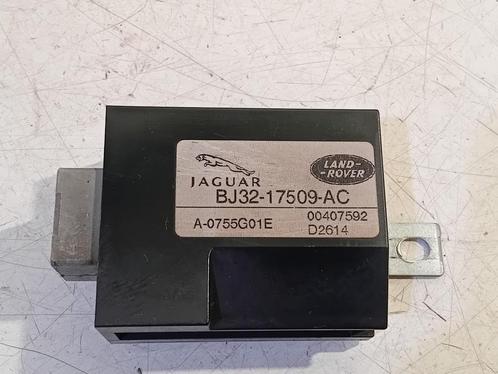 JAGUAR
LAND-
ROVER
BJ32-17509-AC
A-0755G01E
00407592
D2614